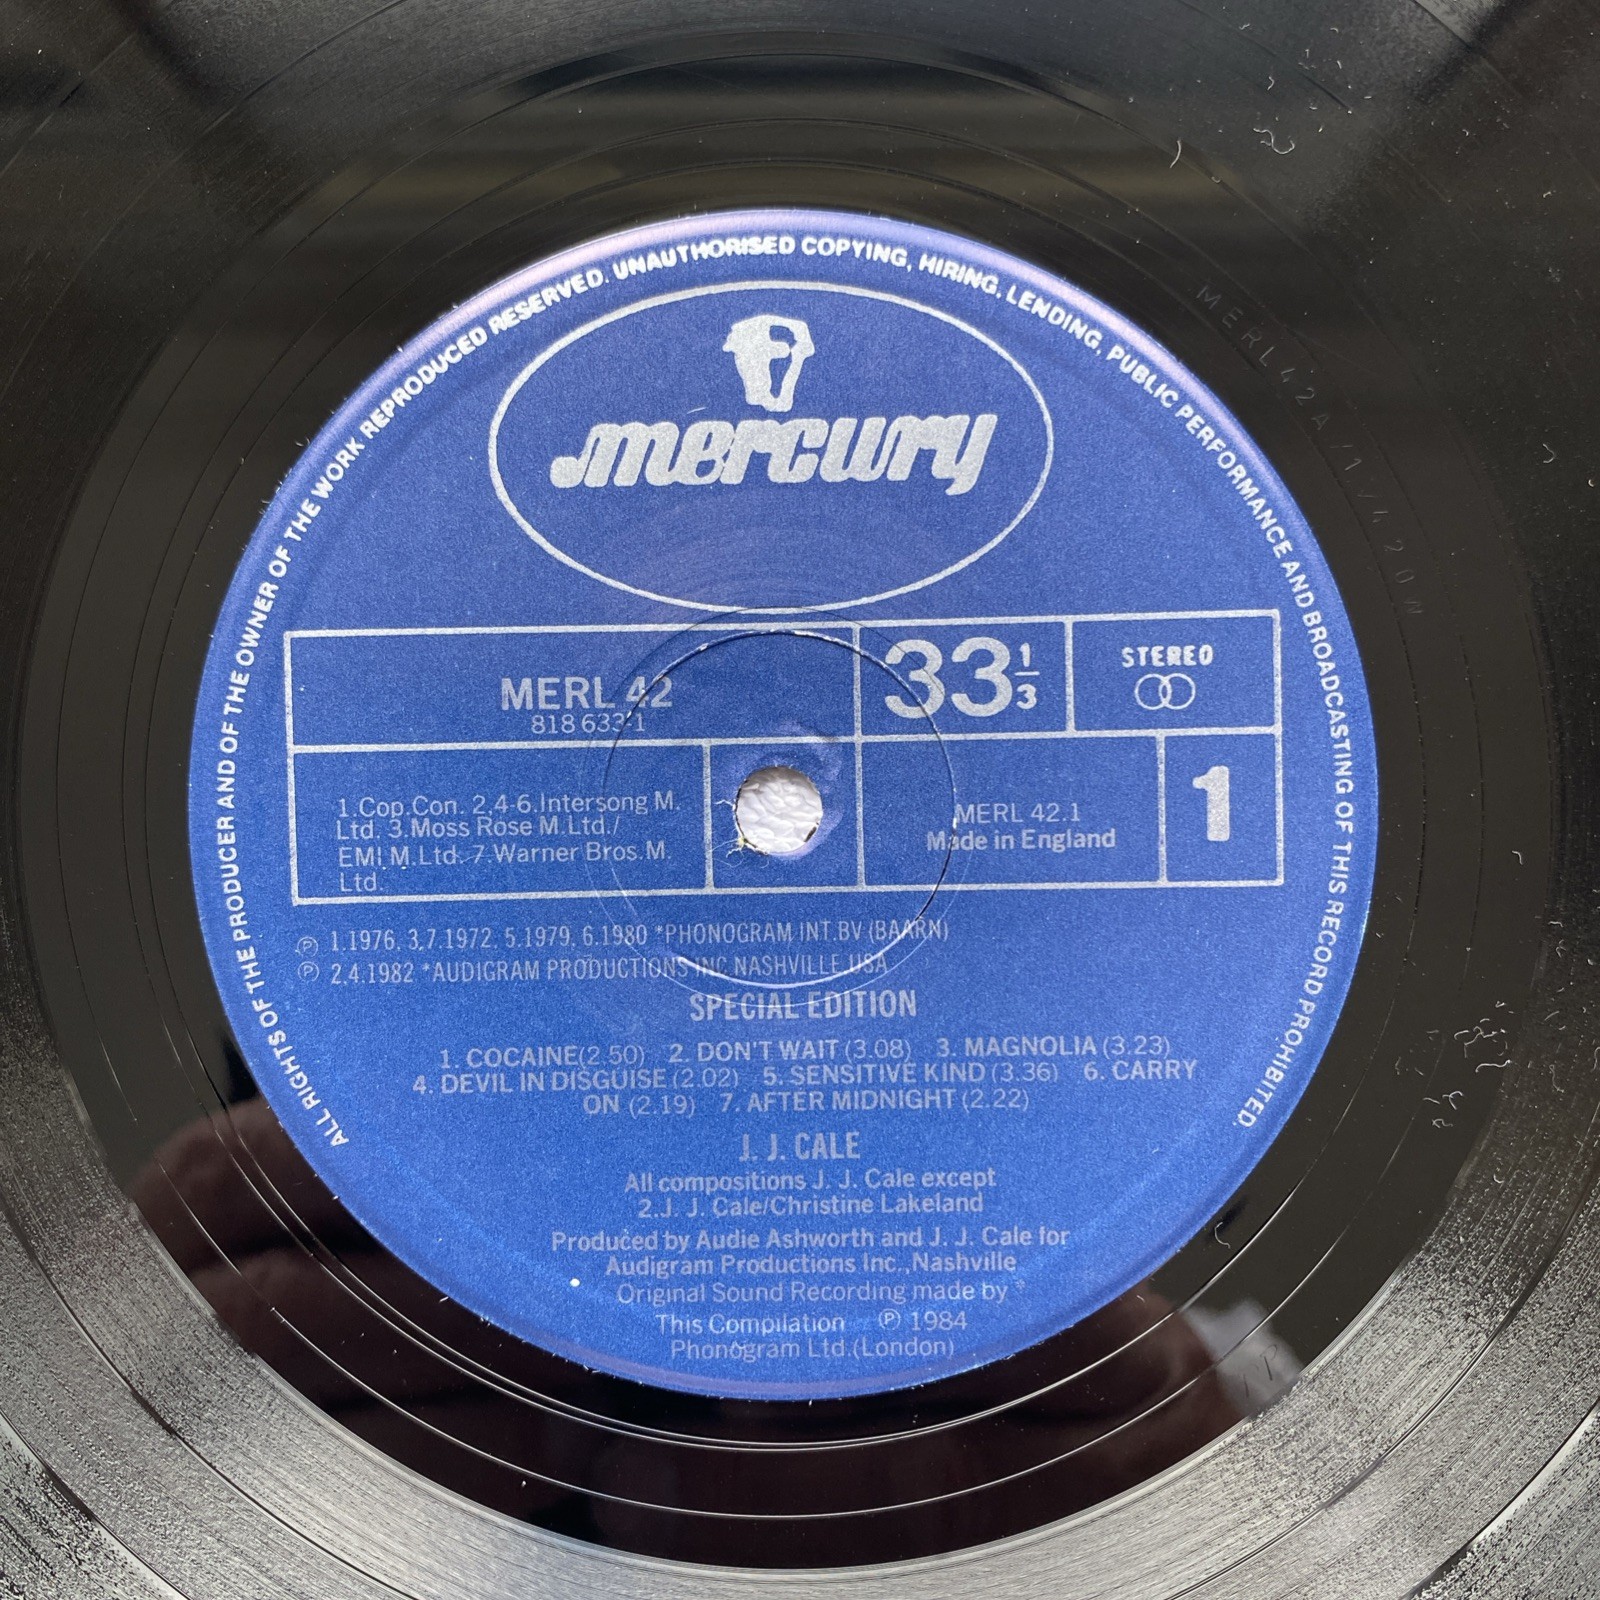 ALL RIGHTS OF THE PRODUCER AND OF THE OWNER OF THE WORK REPRODUCED RESERVED. UNAUTHORISED COPYING, HIRING, LENDING, PUBLIC PERFORMANCE AND BROADCASTING OF THIS RECORD PROHIBITED.
mercury
MERL 42
818 633-1
33 1/3
STEREO
1.Cop.Con. 2,4-6.Intersong M.
Ltd. 3.Moss Rose M.Ltd./
EMI M.Ltd. 7.Warner Bros.M.
Ltd.
MERL 42.1
Made in England
1
℗ 1.1976, 3,7.1972, 5.1979, 6.1980 *PHONOGRAM INT.BV (BAARN)
℗ 2,4.1982 *AUDIGRAM PRODUCTIONS INC NASHVILLE USA
SPECIAL EDITION
1. COCAINE(2.50) 2. DON'T WAIT (3.08) 3. MAGNOLIA (3.23)
4. DEVIL IN DISGUISE (2.02) 5. SENSITIVE KIND (3.36) 6. CARRY
ON (2.19) 7. AFTER MIDNIGHT (2.22)
J. J. CALE
All compositions J. J. Cale except
2.J. J. Cale/Christine Lakeland
Produced by Audie Ashworth and J. J. Cale for
Audigram Productions Inc.,Nashville
Original Sound Recording made by *
This Compilation ℗ 1984
Phonogram Ltd.(London)